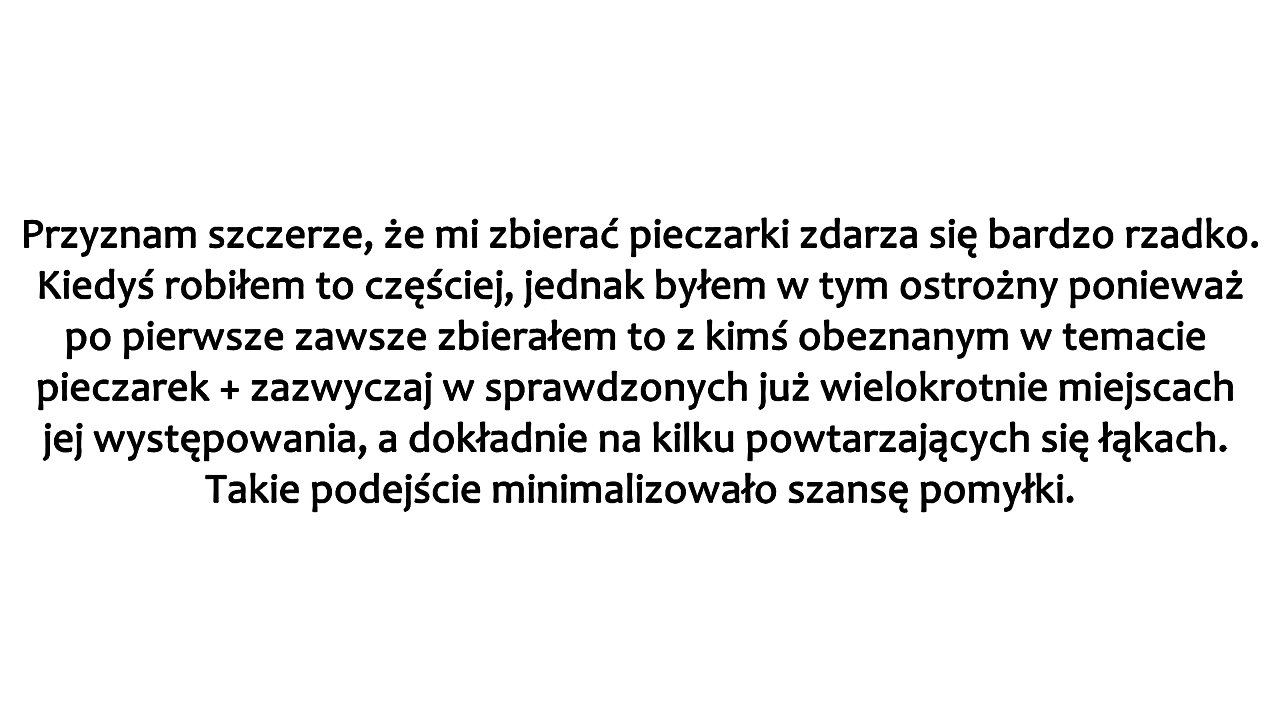 Przyznam szczerze, że mi zbierać pieczarki zdarza się bardzo rzadko.
Kiedyś robiłem to częściej, jednak byłem w tym ostrożny ponieważ
po pierwsze zawsze zbierałem to z kimś obeznanym w temacie
pieczarek + zazwyczaj w sprawdzonych już wielokrotnie miejscach
jej występowania, a dokładnie na kilku powtarzających się łąkach.
Takie podejście minimalizowało szansę pomyłki.